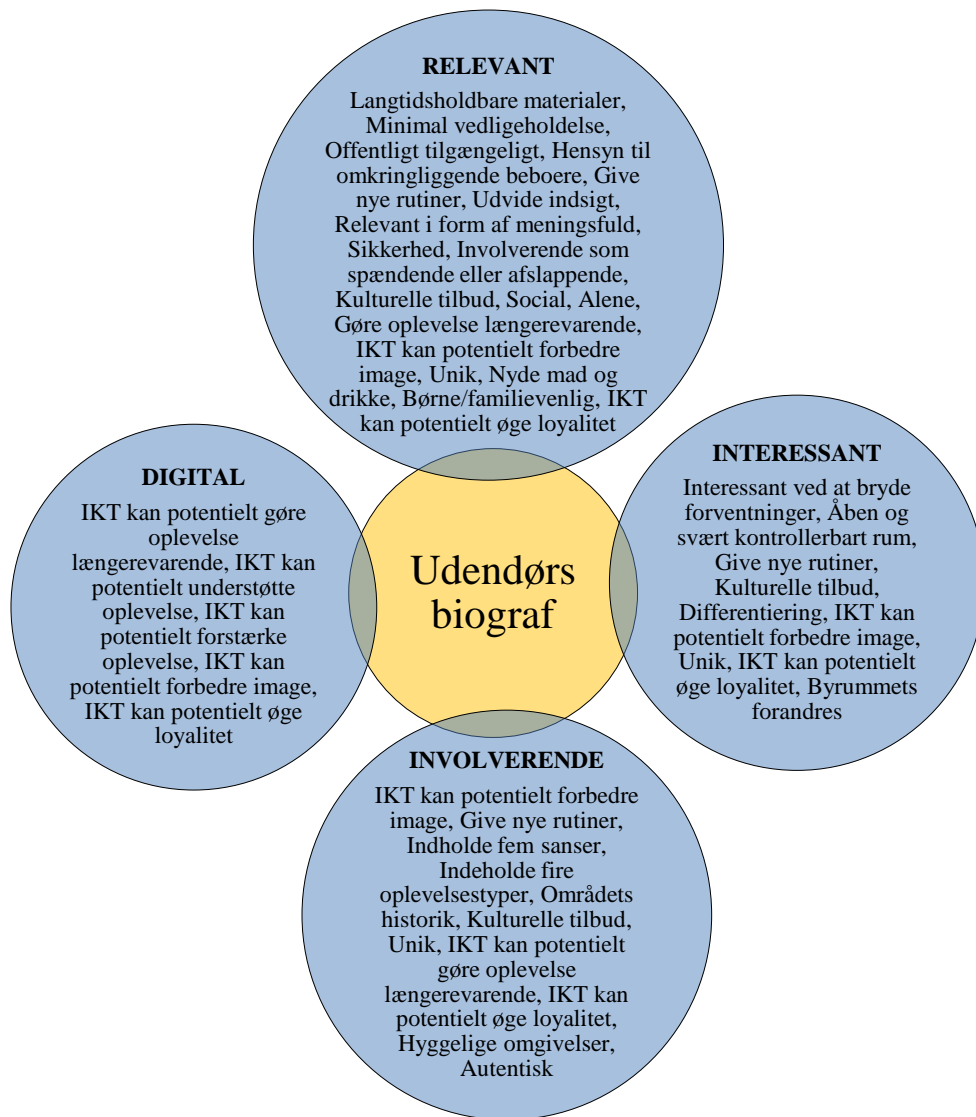 RELEVANT
Langtidsholdbare materialer,
Minimal vedligeholdelse,
Offentligt tilgængeligt, Hensyn til
omkringliggende beboere, Give
nye rutiner, Udvide indsigt,
Relevant i form af meningsfuld,
Sikkerhed, Involverende som
spændende eller afslappende,
Kulturelle tilbud, Social, Alene,
Gøre oplevelse længerevarende,
IKT kan potentielt forbedre
image, Unik, Nyde mad og
drikke, Børne/familievenlig, IKT
kan potentielt øge loyalitet
DIGITAL
IKT kan potentielt gøre
oplevelse
længerevarende, IKT kan
potentielt understøtte
oplevelse, IKT kan
potentielt forstærke
oplevelse, IKT kan
potentielt forbedre image,
IKT kan potentielt øge
loyalitet
Udendørs
biograf
INTERESSANT
Interessant ved at bryde
forventninger, Åben og
svært kontrollerbart rum,
Give nye rutiner,
Kulturelle tilbud,
Differentiering, IKT kan
potentielt forbedre image,
Unik, IKT kan potentielt
øge loyalitet, Byrummets
forandres
INVOLVERENDE
IKT kan potentielt forbedre
image, Give nye rutiner,
Indholde fem sanser,
Indeholde fire
oplevelsestyper, Områdets
historik, Kulturelle tilbud,
Unik, IKT kan potentielt
gøre oplevelse
længerevarende, IKT kan
potentielt øge loyalitet,
Hyggelige omgivelser,
Autentisk